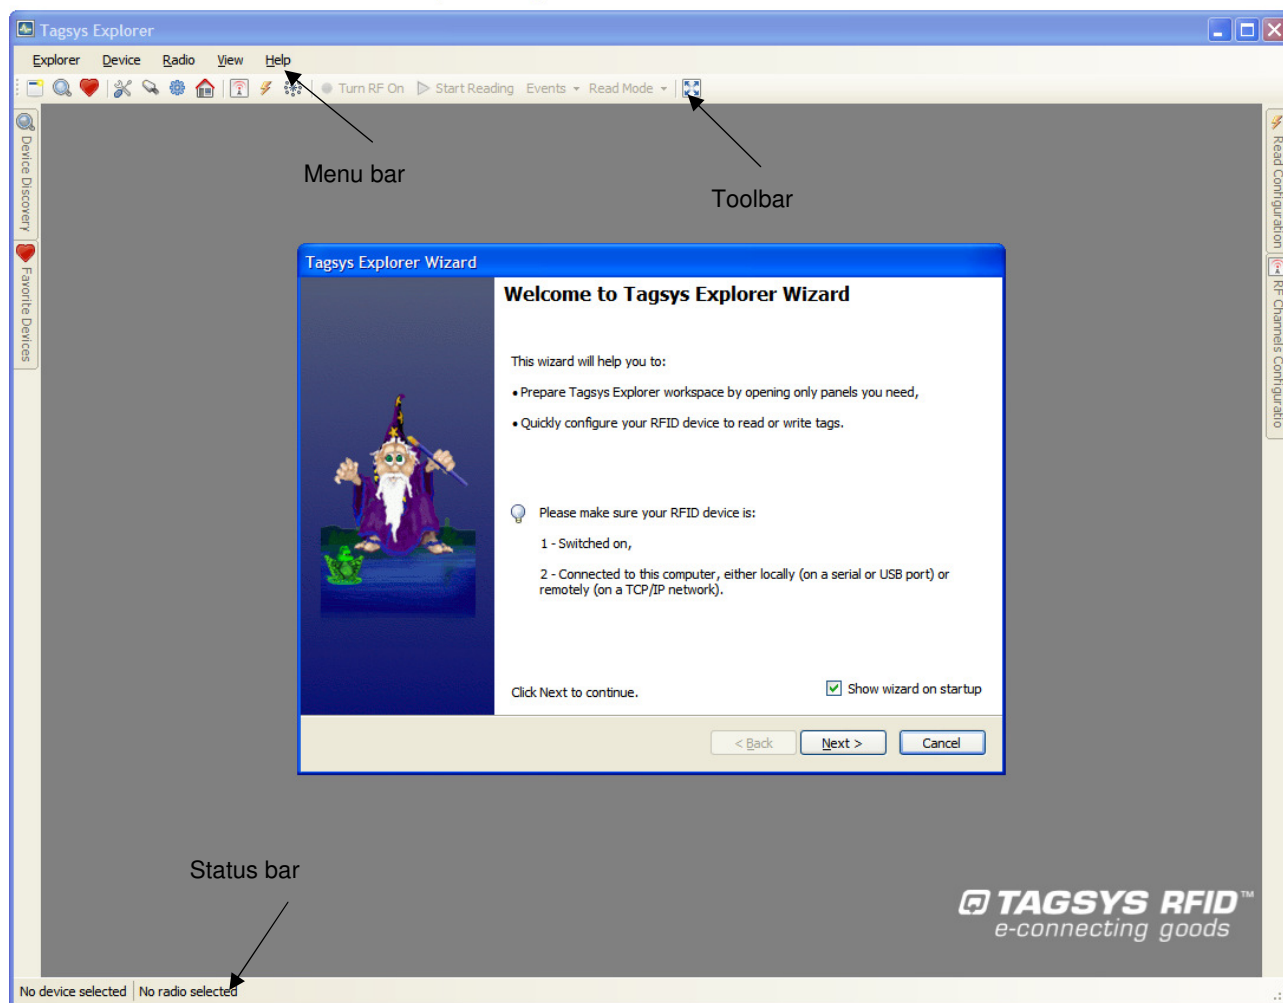 Tagsys Explorer
Explorer Device Radio View Help
Turn RF On Start Reading Events Read Mode
Device Discovery
Favorite Devices
Read Configuration
RF Channels Configuratio
Menu bar
Toolbar
Tagsys Explorer Wizard
Welcome to Tagsys Explorer Wizard
This wizard will help you to:
• Prepare Tagsys Explorer workspace by opening only panels you need,
• Quickly configure your RFID device to read or write tags.
Please make sure your RFID device is:
1 - Switched on,
2 - Connected to this computer, either locally (on a serial or USB port) or
remotely (on a TCP/IP network).
Click Next to continue.
Show wizard on startup
< Back Next > Cancel
Status bar
TAGSYS RFID™
e-connecting goods
No device selected No radio selected